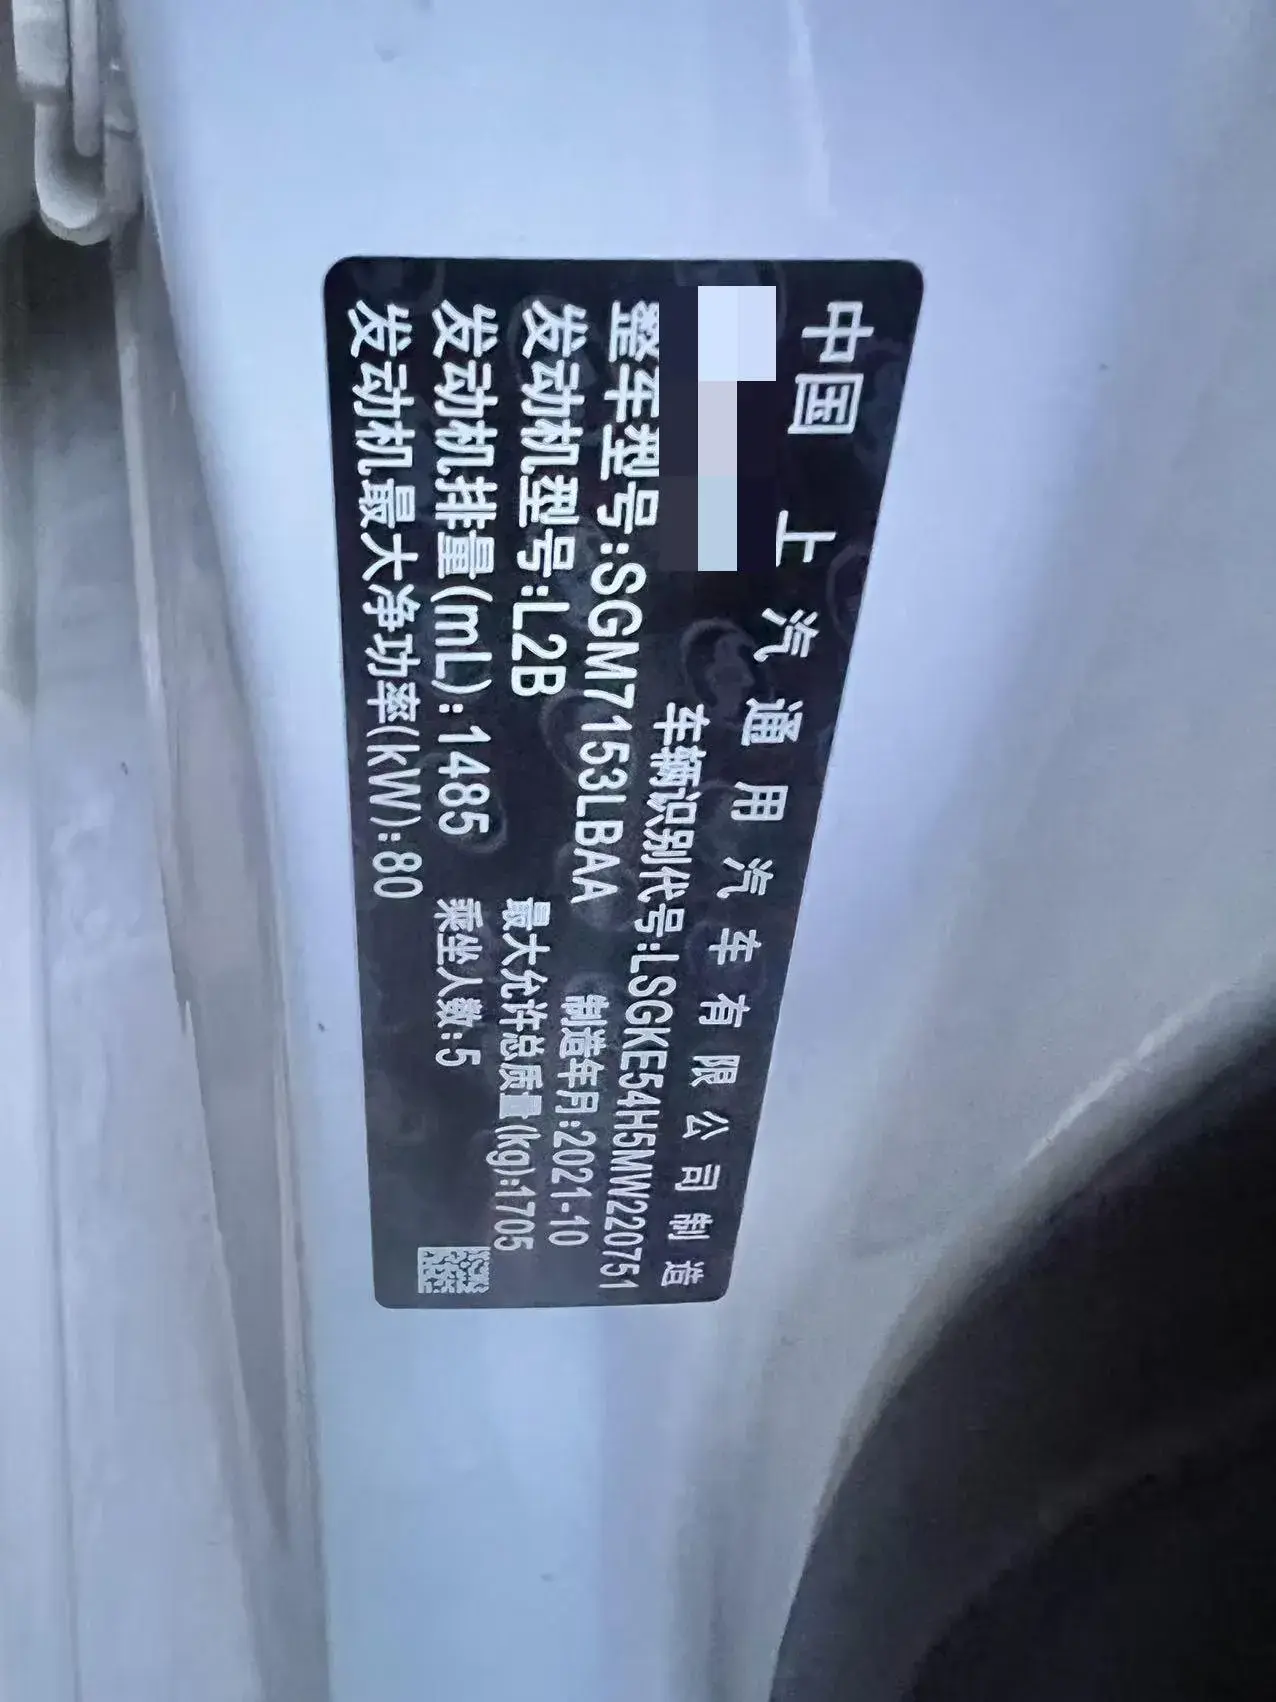 中国 上汽通用汽车有限公司制造
车辆识别代号:LSGKE54H5MW220751
整车型号:SGM7153LBAA
制造年月:2021-10
发动机型号:L2B
最大允许总质量(kg):1705
发动机排量(mL):1485
乘坐人数:5
发动机最大净功率(kW):80